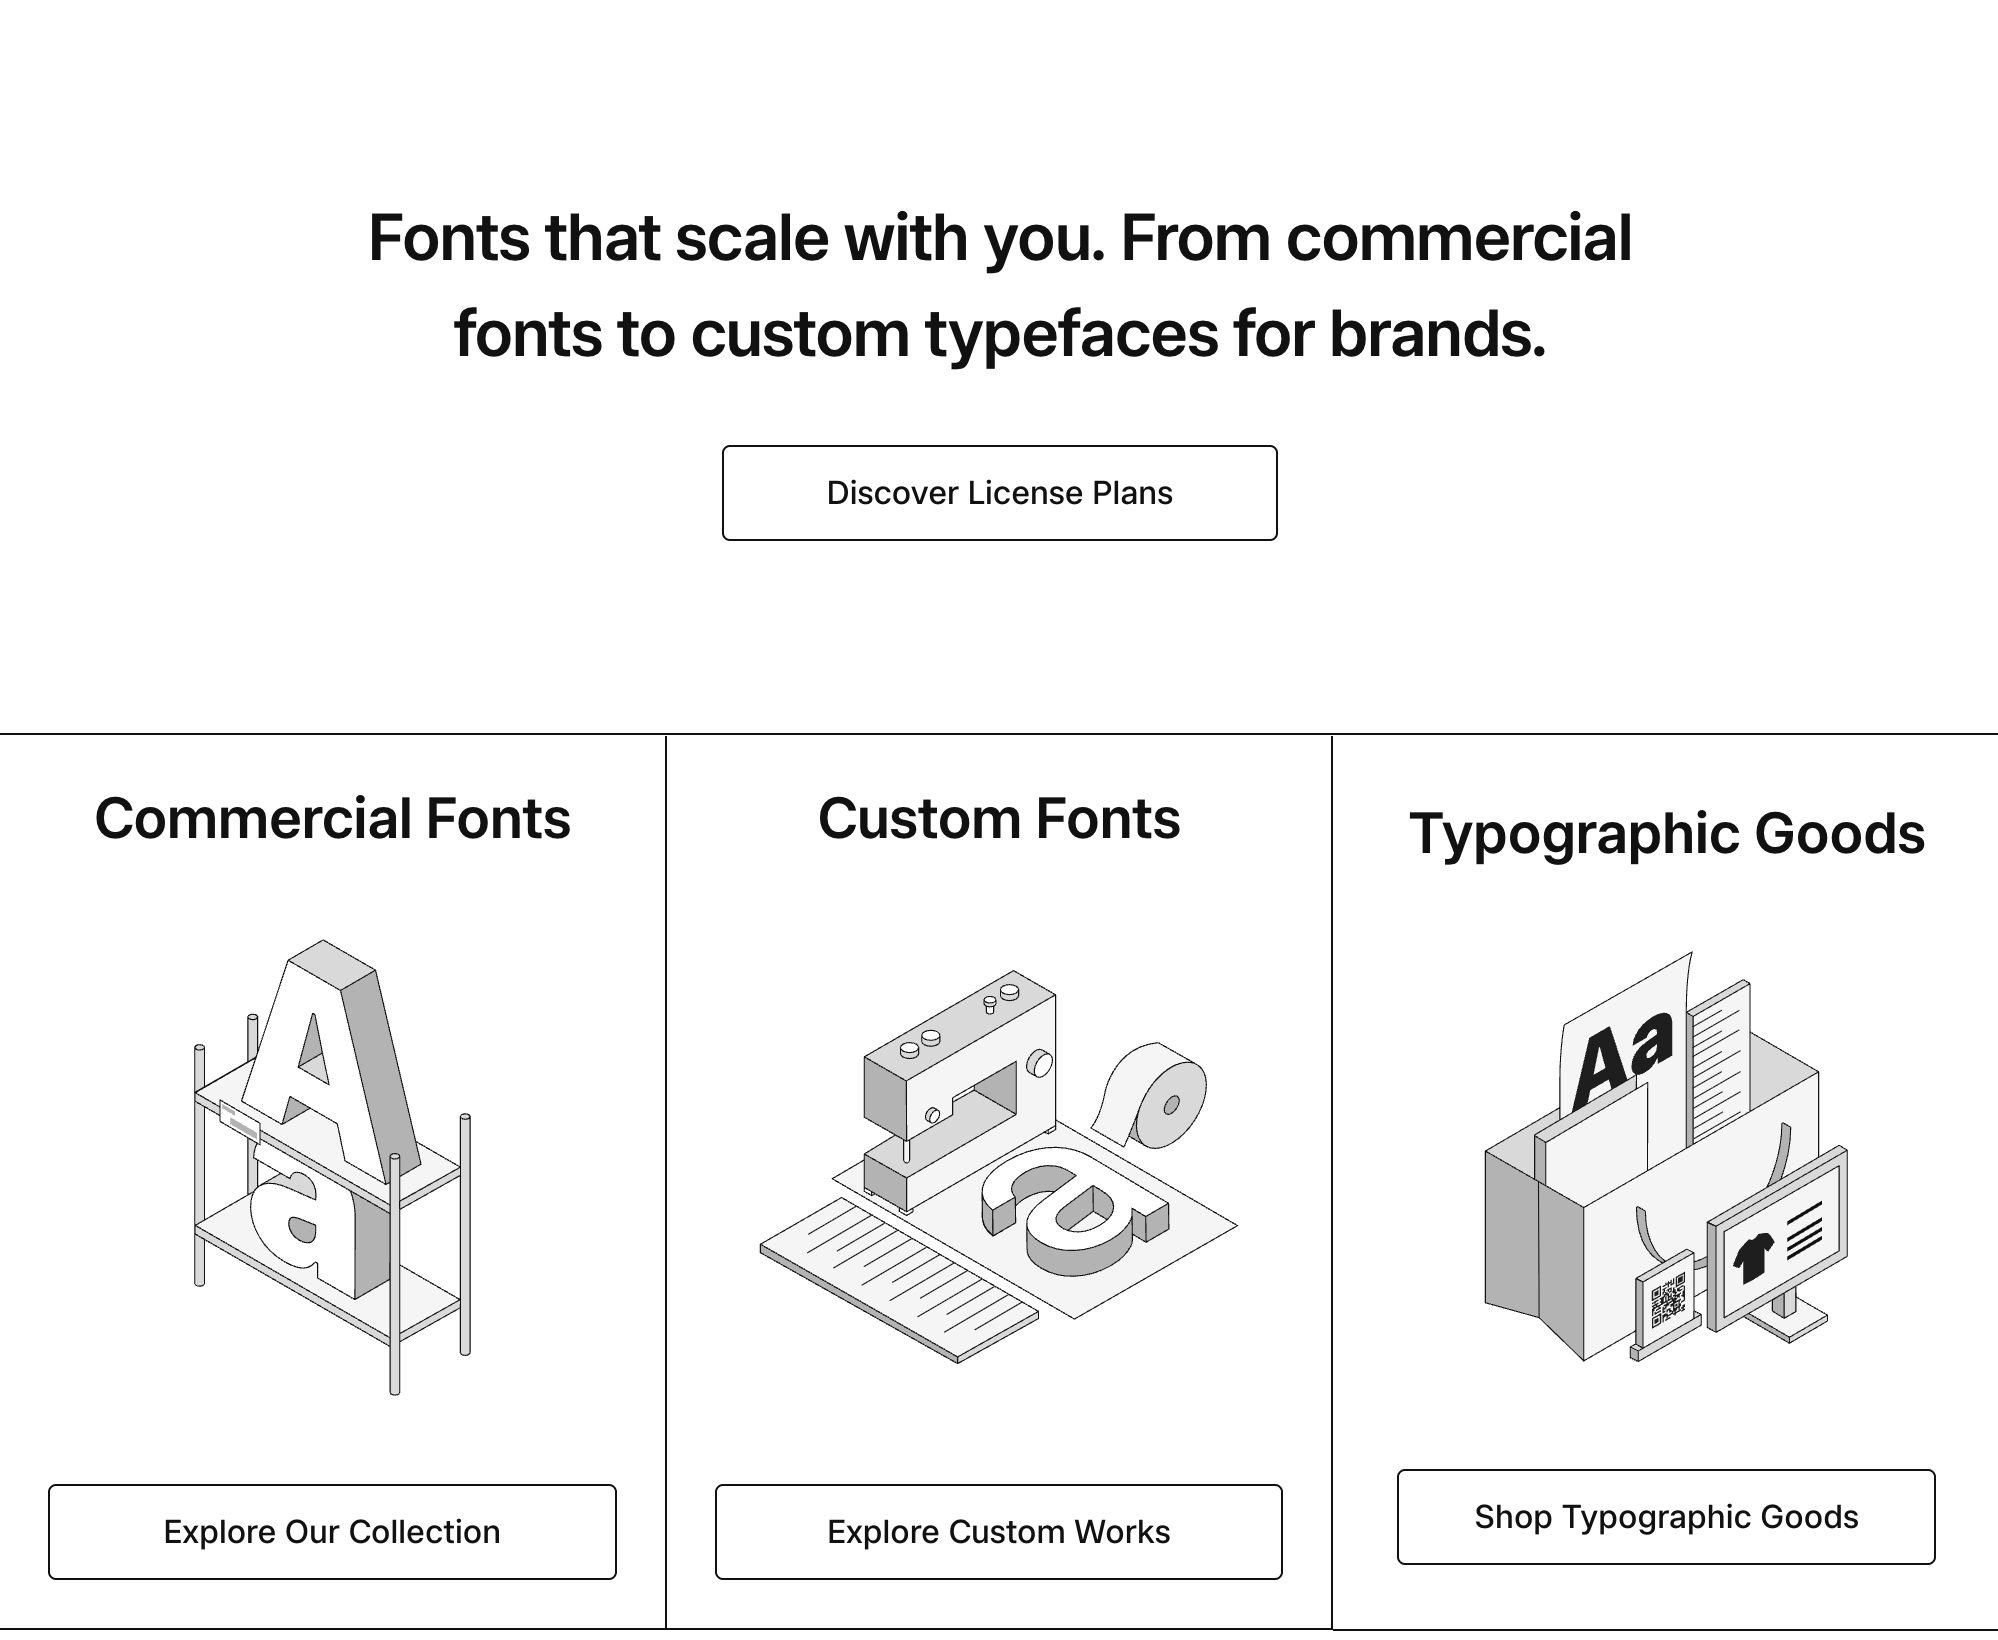 Fonts that scale with you. From commercial
fonts to custom typefaces for brands.
Discover License Plans
Commercial Fonts
Custom Fonts
Typographic Goods
A
a
a
Aa
Explore Our Collection
Explore Custom Works
Shop Typographic Goods